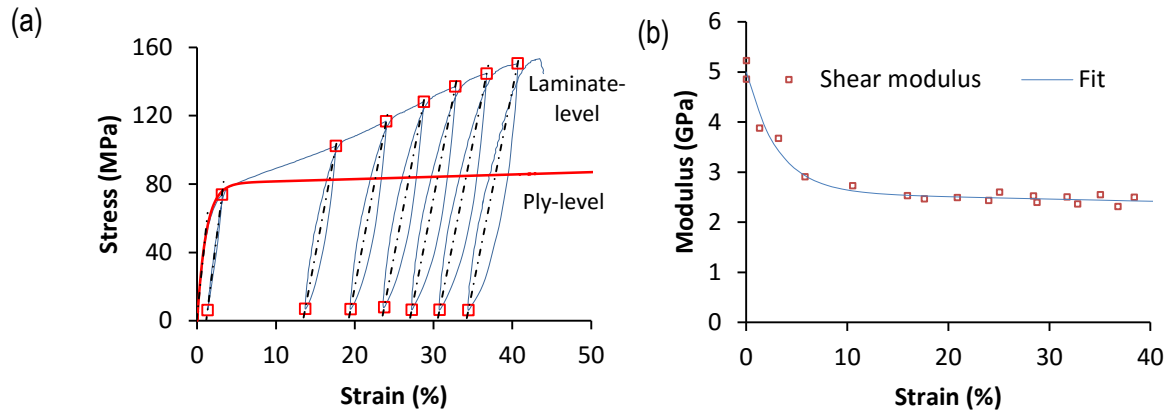 (a)
160
120
80
40
0
Stress (MPa)
Laminate-
level
Ply-level
0 10 20 30 40 50
Strain (%)
(b)
6
5
4
3
2
1
0
Modulus (GPa)
Shear modulus Fit
0 10 20 30 40
Strain (%)